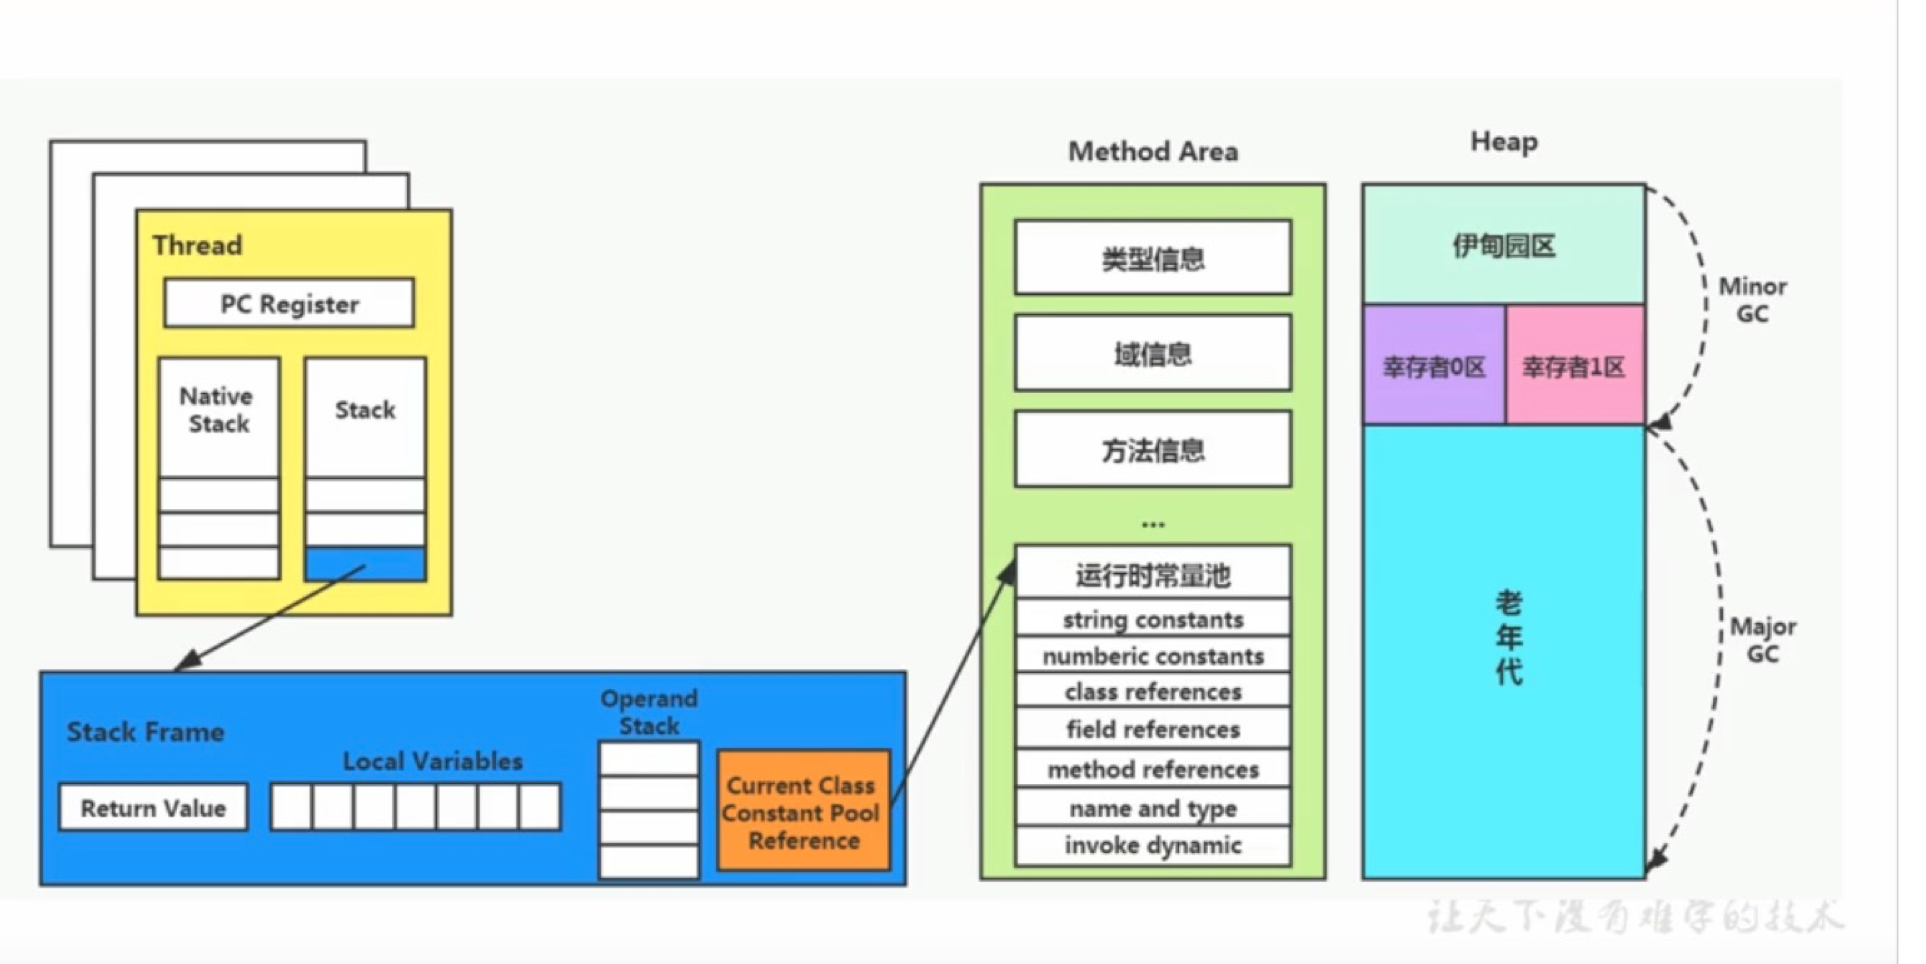 Thread
PC Register
Native
Stack
Stack
Stack Frame
Return Value
Local Variables
Operand
Stack
Current Class
Constant Pool
Reference
Method Area
类型信息
域信息
方法信息
...
运行时常量池
string constants
numberic constants
class references
field references
method references
name and type
invoke dynamic
Heap
伊甸园区
幸存者0区
幸存者1区
老
年
代
Minor
GC
Major
GC
让天下没有难学的技术